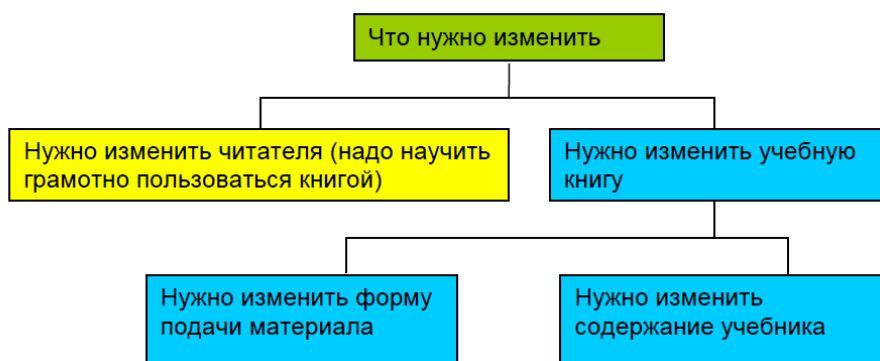 Что нужно изменить
Нужно изменить читателя (надо научить
грамотно пользоваться книгой)
Нужно изменить учебную
книгу
Нужно изменить форму
подачи материала
Нужно изменить
содержание учебника